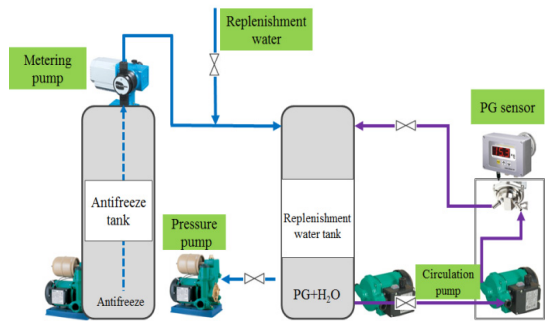 Replenishment
water
Metering
pump
PG sensor
Antifreeze
tank
Pressure
pump
Replenishment
water tank
Circulation
pump
Antifreeze
PG+H₂O